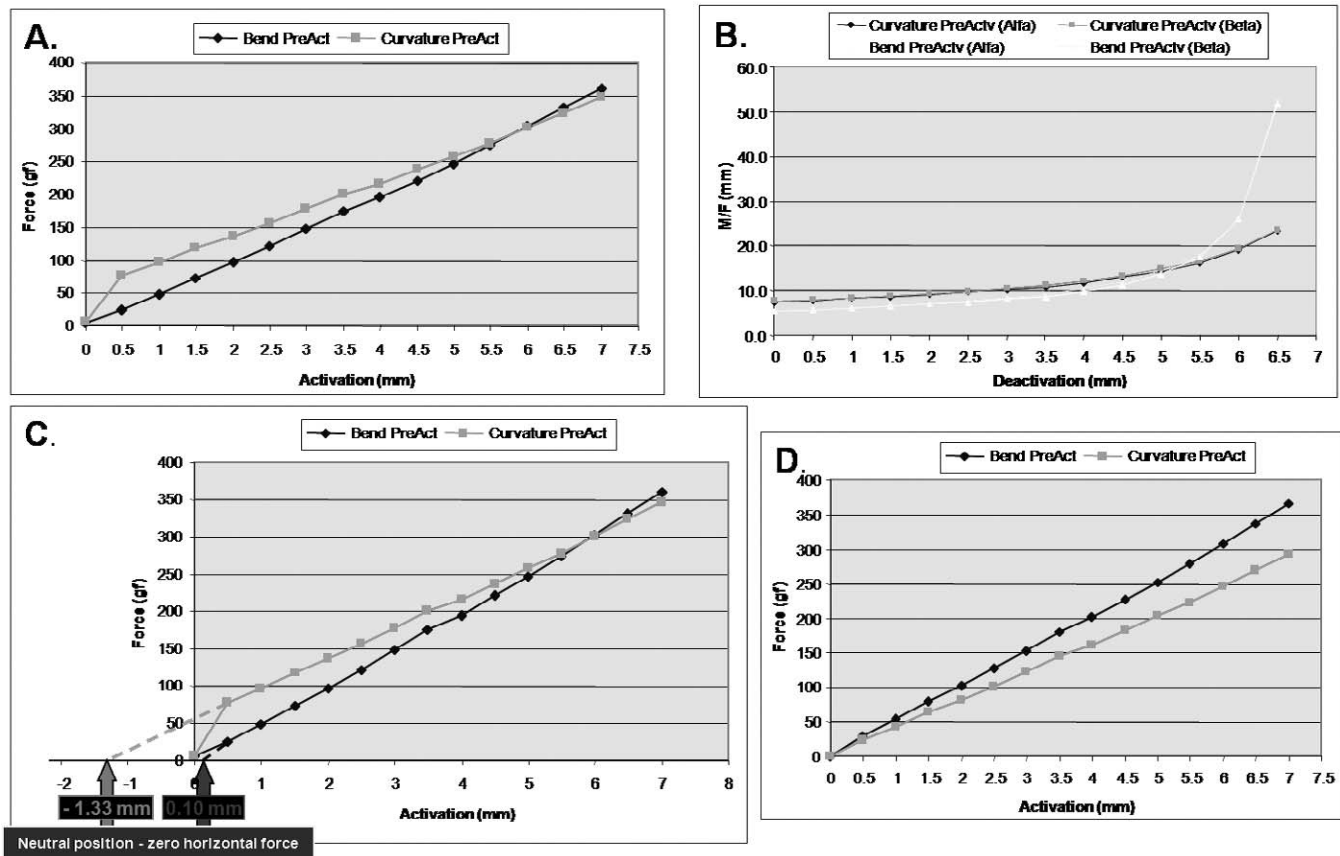 A.
Bend PreAct Curvature PreAct
400
350
300
250
200
150
100
50
0
Force (gf)
0 0.5 1 1.5 2 2.5 3 3.5 4 4.5 5 5.5 6 6.5 7 7.5
Activation (mm)
B.
Curvature PreActv (Alfa) Curvature PreActv (Beta)
Bend PreActv (Alfa) Bend PreActv (Beta)
60.0
50.0
40.0
30.0
20.0
10.0
0.0
M/F (mm)
0 0.5 1 1.5 2 2.5 3 3.5 4 4.5 5 5.5 6 6.5 7
Deactivation (mm)
C.
Bend PreAct Curvature PreAct
400
350
300
250
200
150
100
50
0
Force (gf)
-2 -1 0 1 2 3 4 5 6 7 8
- 1.33 mm 0.10 mm
Activation (mm)
Neutral position - zero horizontal force
D.
Bend PreAct Curvature PreAct
400
350
300
250
200
150
100
50
0
Force (gf)
0 0.5 1 1.5 2 2.5 3 3.5 4 4.5 5 5.5 6 6.5 7 7.5
Activation (mm)